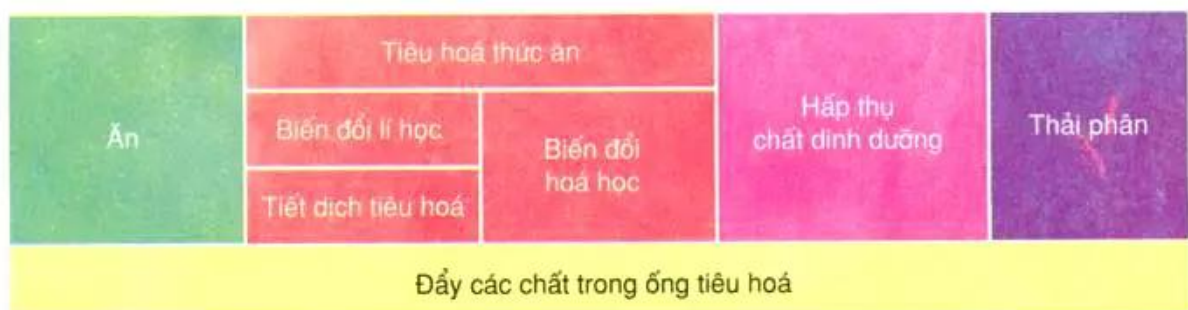 Ăn
Tiêu hoá thức ăn
Biến đổi lí học
Tiết dịch tiêu hoá
Biến đổi
hoá học
Hấp thụ
chất dinh dưỡng
Thải phân
Đẩy các chất trong ống tiêu hoá